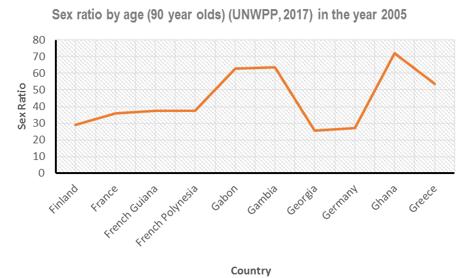 Sex ratio by age (90 year olds) (UNWPP, 2017) in the year 2005
80
70
60
50
40
30
20
10
0
Sex Ratio
Finland
France
French Guiana
French Polynesia
Gabon
Gambia
Georgia
Germany
Ghana
Greece
Country